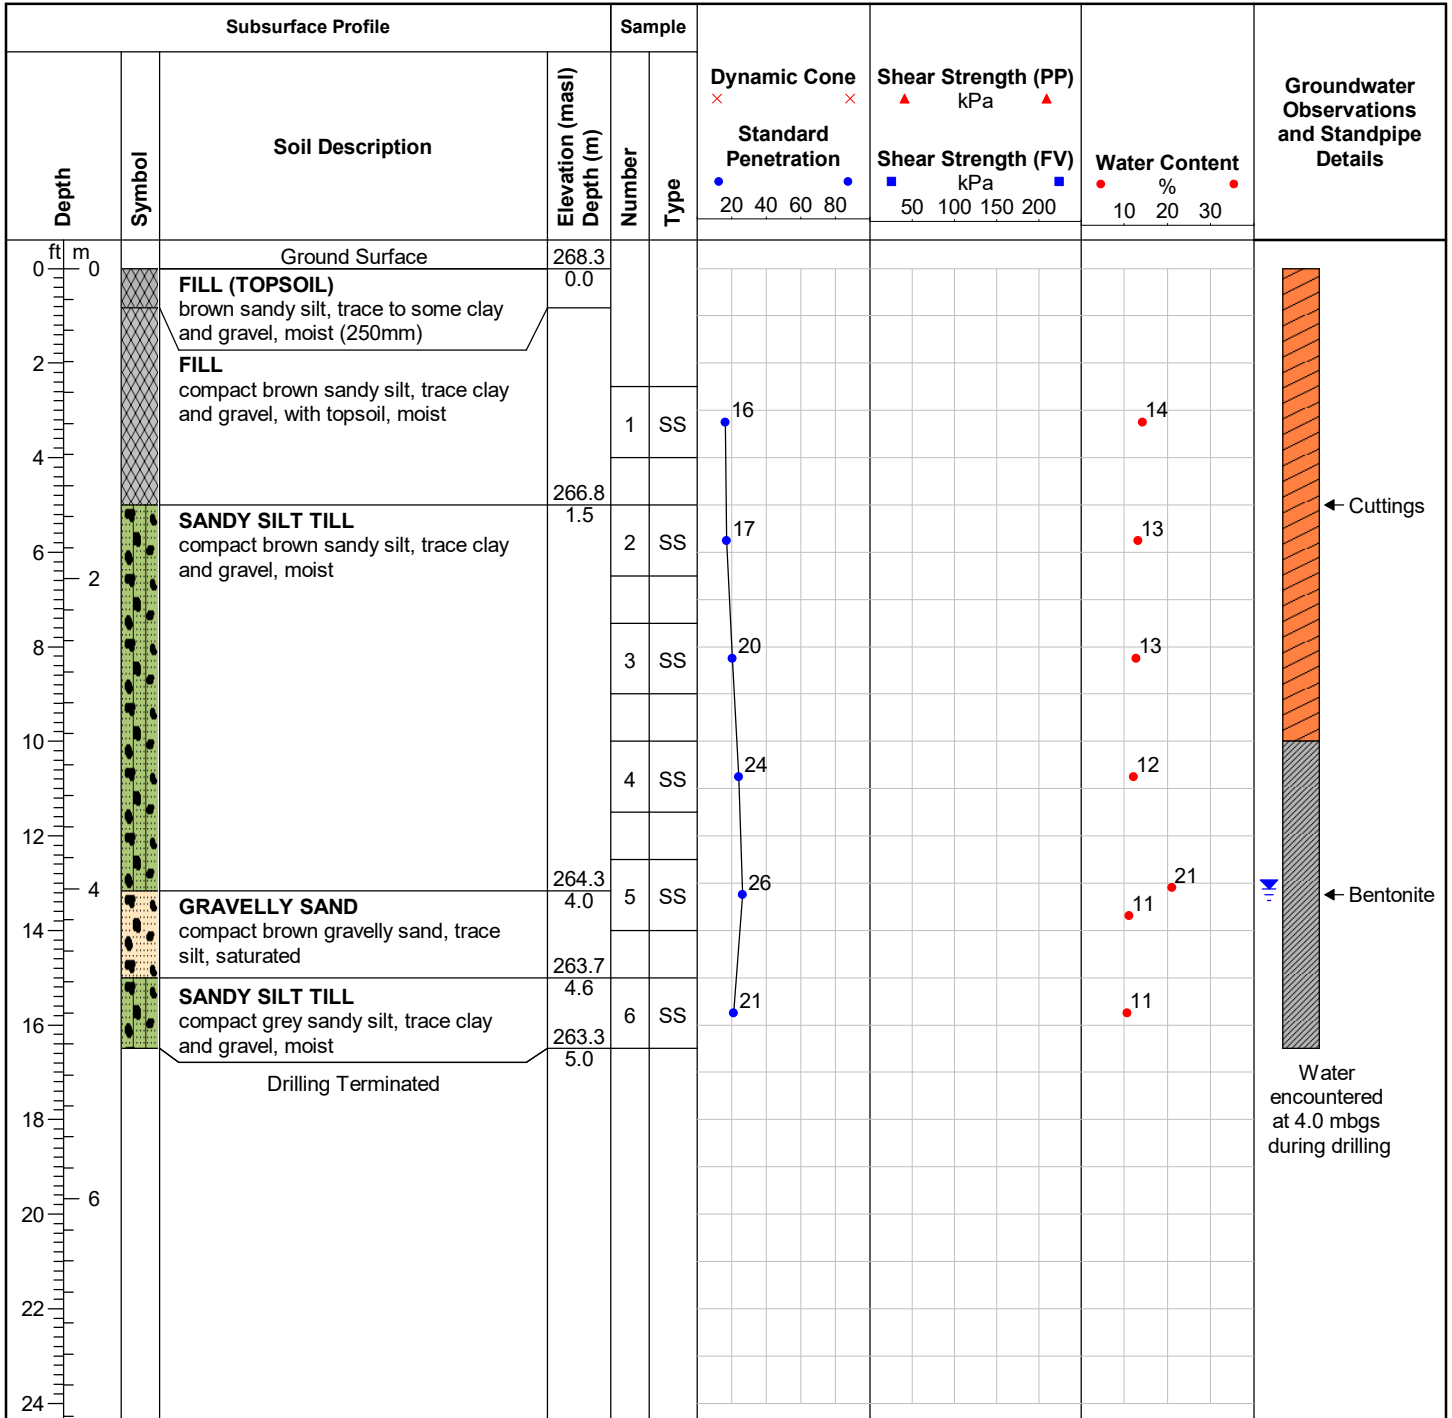 Subsurface Profile
Sample
Depth
Symbol
Soil Description
Elevation (masl)
Depth (m)
Number
Type
Dynamic Cone
Standard
Penetration
20 40 60 80
Shear Strength (PP)
kPa
Shear Strength (FV)
kPa
50 100 150 200
Water Content
%
10 20 30
Groundwater
Observations
and Standpipe
Details
ft m
Ground Surface
268.3
0 0
0.0
FILL (TOPSOIL)
brown sandy silt, trace to some clay
and gravel, moist (250mm)
2
FILL
compact brown sandy silt, trace clay
and gravel, with topsoil, moist
1 SS
16
14
4
266.8
1.5
SANDY SILT TILL
compact brown sandy silt, trace clay
and gravel, moist
Cuttings
6
2
2 SS
17
13
8
3 SS
20
13
10
4 SS
24
12
12
264.3
4
4.0
5 SS
26
21
11
Bentonite
GRAVELLY SAND
compact brown gravelly sand, trace
silt, saturated
14
263.7
4.6
SANDY SILT TILL
compact grey sandy silt, trace clay
and gravel, moist
16
6 SS
21
11
263.3
5.0
Drilling Terminated
Water
encountered
at 4.0 mbgs
during drilling
18
6
20
22
24